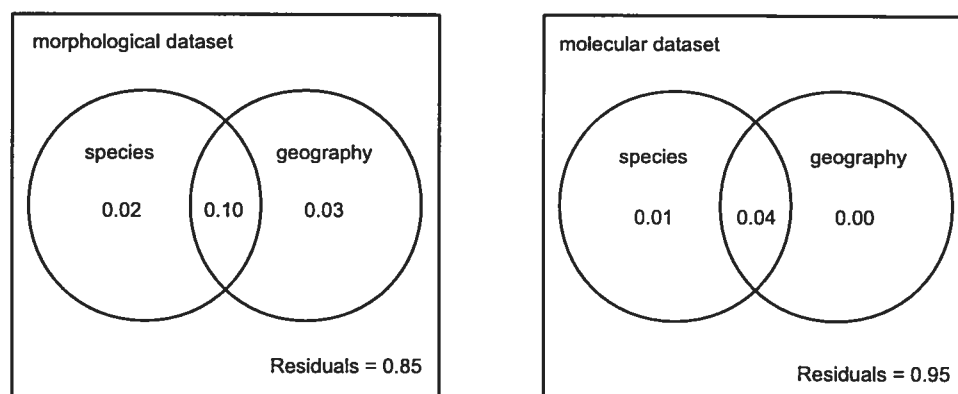 morphological dataset
species
geography
0.02
0.10
0.03
Residuals = 0.85
molecular dataset
species
geography
0.01
0.04
0.00
Residuals = 0.95